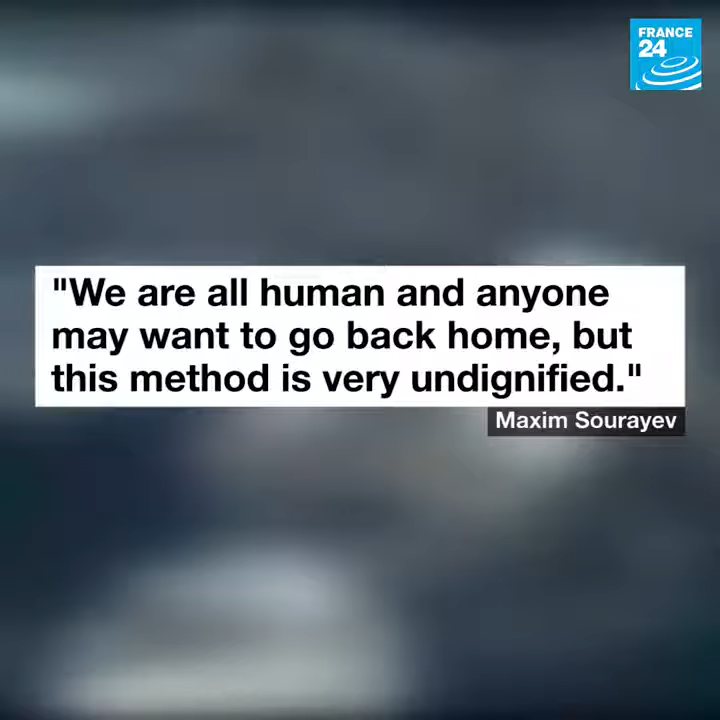 FRANCE
24
"We are all human and anyone
may want to go back home, but
this method is very undignified."
Maxim Sourayev